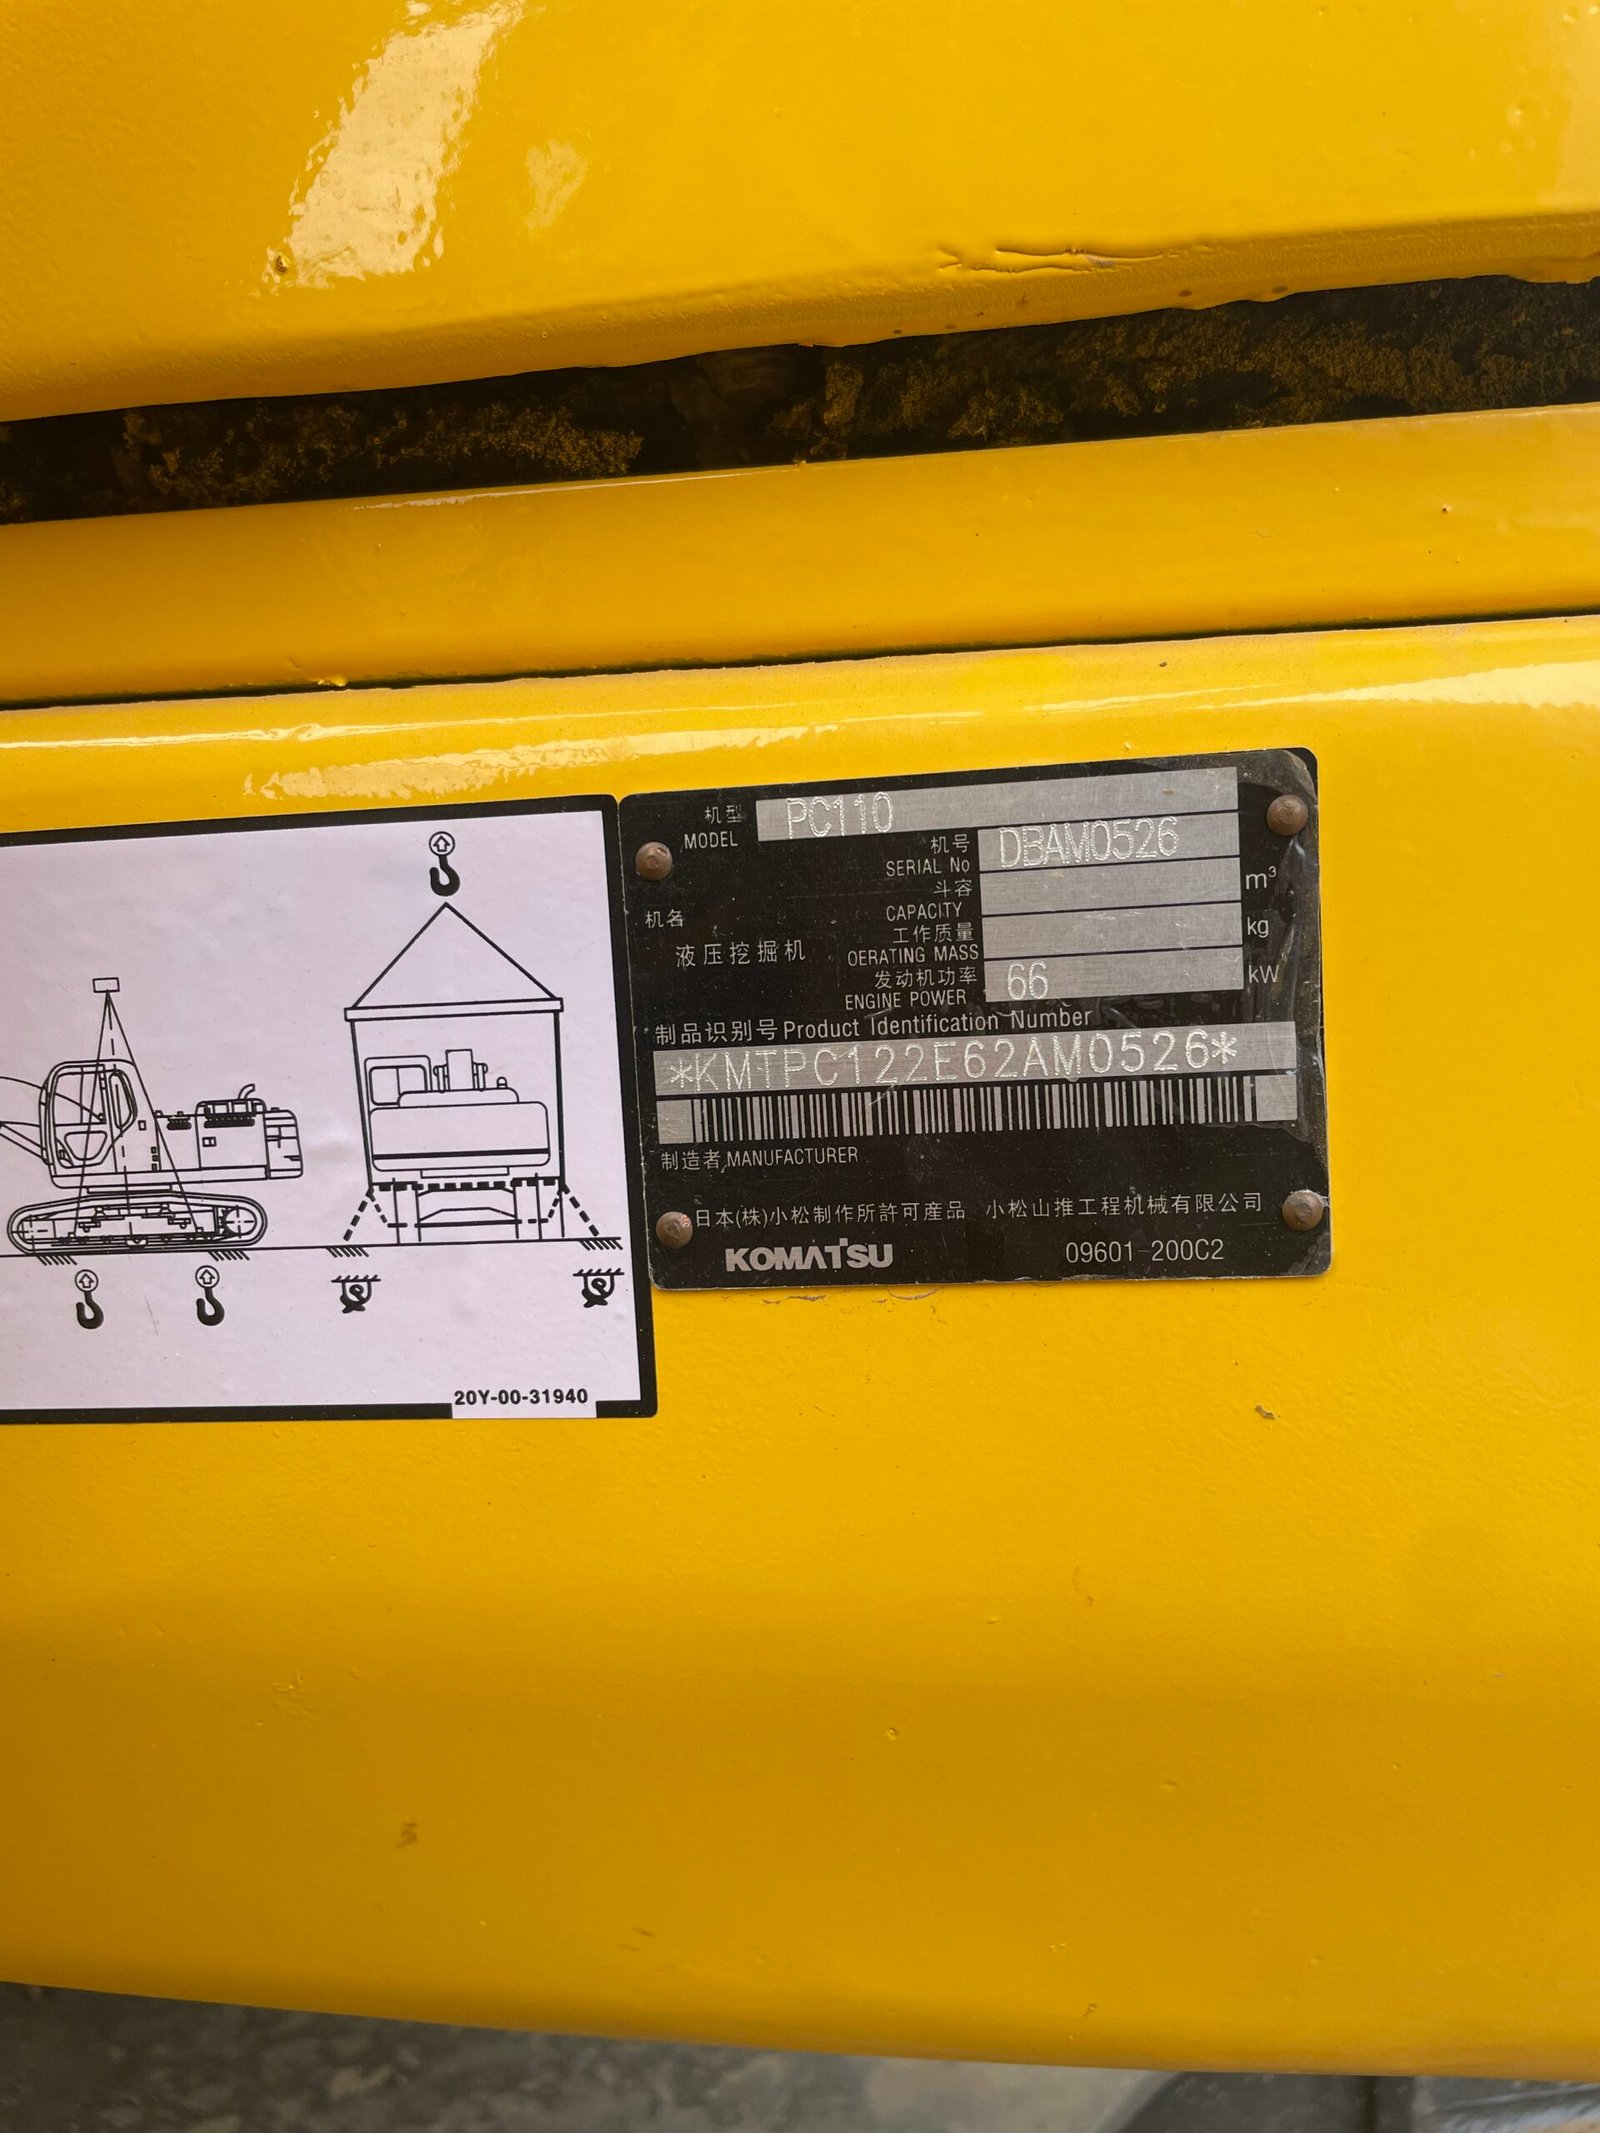 机型
MODEL PC110
机号
SERIAL No DBAM0526
斗容
CAPACITY m³
机名
液压挖掘机
工作质量
OERATING MASS kg
发动机功率
ENGINE POWER 66 kW
制品识别号 Product Identification Number
*KMTPC122E62AM0526*
制造者 MANUFACTURER
日本(株)小松制作所許可産品 小松山推工程机械有限公司
KOMATSU 09601-200C2
20Y-00-31940